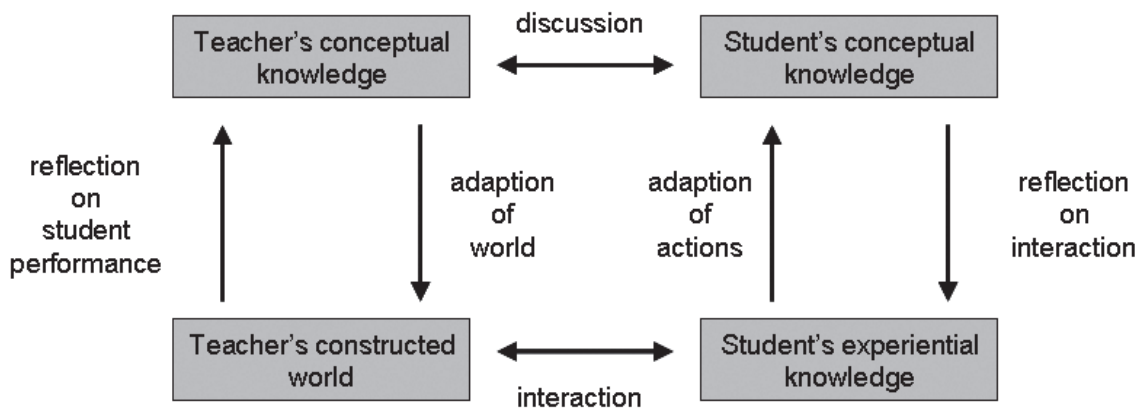 discussion
Teacher's conceptual
knowledge
Student's conceptual
knowledge
reflection
on
student
performance
adaption
of
world
adaption
of
actions
reflection
on
interaction
Teacher's constructed
world
Student's experiential
knowledge
interaction